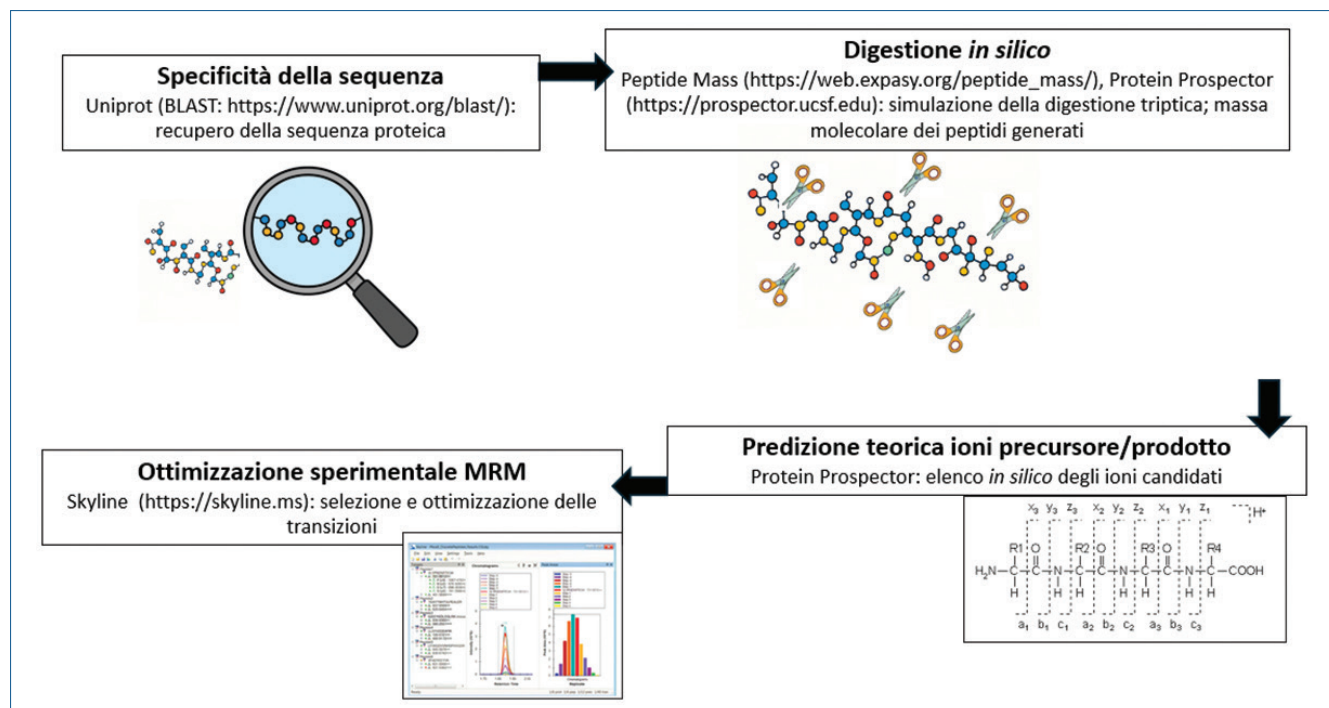 Specificità della sequenza
Uniprot (BLAST: https://www.uniprot.org/blast/):
recupero della sequenza proteica
Digestione in silico
Peptide Mass (https://web.expasy.org/peptide_mass/), Protein Prospector
(https://prospector.ucsf.edu): simulazione della digestione triptica; massa
molecolare dei peptidi generati
Predizione teorica ioni precursore/prodotto
Protein Prospector: elenco in silico degli ioni candidati
x3 y3 z3 x2 y2 z2 x1 y1 z1 H+
R1 O R2 O R3 O R4
H2N C C N C C N C C N C COOH
H H H H H H H
a1 b1 c1 a2 b2 c2 a3 b3 c3
Ottimizzazione sperimentale MRM
Skyline (https://skyline.ms): selezione e ottimizzazione delle
transizioni